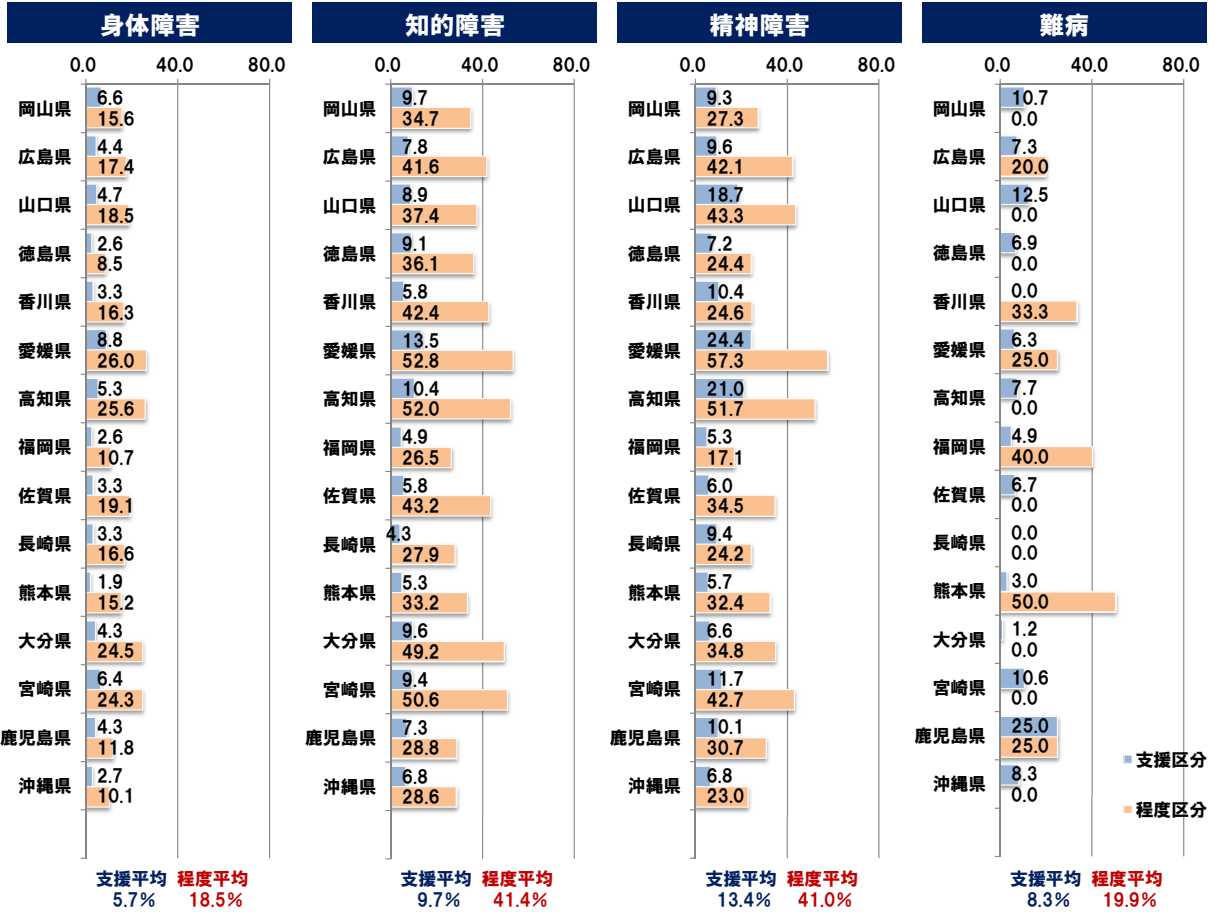 身体障害
0.0 40.0 80.0
岡山県 6.6 15.6
広島県 4.4 17.4
山口県 4.7 18.5
徳島県 2.6 8.5
香川県 3.3 16.3
愛媛県 8.8 26.0
高知県 5.3 25.6
福岡県 2.6 10.7
佐賀県 3.3 19.1
長崎県 3.3 16.6
熊本県 1.9 15.2
大分県 4.3 24.5
宮崎県 6.4 24.3
鹿児島県 4.3 11.8
沖縄県 2.7 10.1
支援平均 程度平均
5.7% 18.5%
知的障害
0.0 40.0 80.0
岡山県 9.7 34.7
広島県 7.8 41.6
山口県 8.9 37.4
徳島県 9.1 36.1
香川県 5.8 42.4
愛媛県 13.5 52.8
高知県 10.4 52.0
福岡県 4.9 26.5
佐賀県 5.8 43.2
長崎県 4.3 27.9
熊本県 5.3 33.2
大分県 9.6 49.2
宮崎県 9.4 50.6
鹿児島県 7.3 28.8
沖縄県 6.8 28.6
支援平均 程度平均
9.7% 41.4%
精神障害
0.0 40.0 80.0
岡山県 9.3 27.3
広島県 9.6 42.1
山口県 18.7 43.3
徳島県 7.2 24.4
香川県 10.4 24.6
愛媛県 24.4 57.3
高知県 21.0 51.7
福岡県 5.3 17.1
佐賀県 6.0 34.5
長崎県 9.4 24.2
熊本県 5.7 32.4
大分県 6.6 34.8
宮崎県 11.7 42.7
鹿児島県 10.1 30.7
沖縄県 6.8 23.0
支援平均 程度平均
13.4% 41.0%
難病
0.0 40.0 80.0
岡山県 10.7 0.0
広島県 7.3 20.0
山口県 12.5 0.0
徳島県 6.9 0.0
香川県 0.0 33.3
愛媛県 6.3 25.0
高知県 7.7 0.0
福岡県 4.9 40.0
佐賀県 6.7 0.0
長崎県 0.0 0.0
熊本県 3.0 50.0
大分県 1.2 0.0
宮崎県 10.6 0.0
鹿児島県 25.0 25.0
沖縄県 8.3 0.0
支援区分
程度区分
支援平均 程度平均
8.3% 19.9%